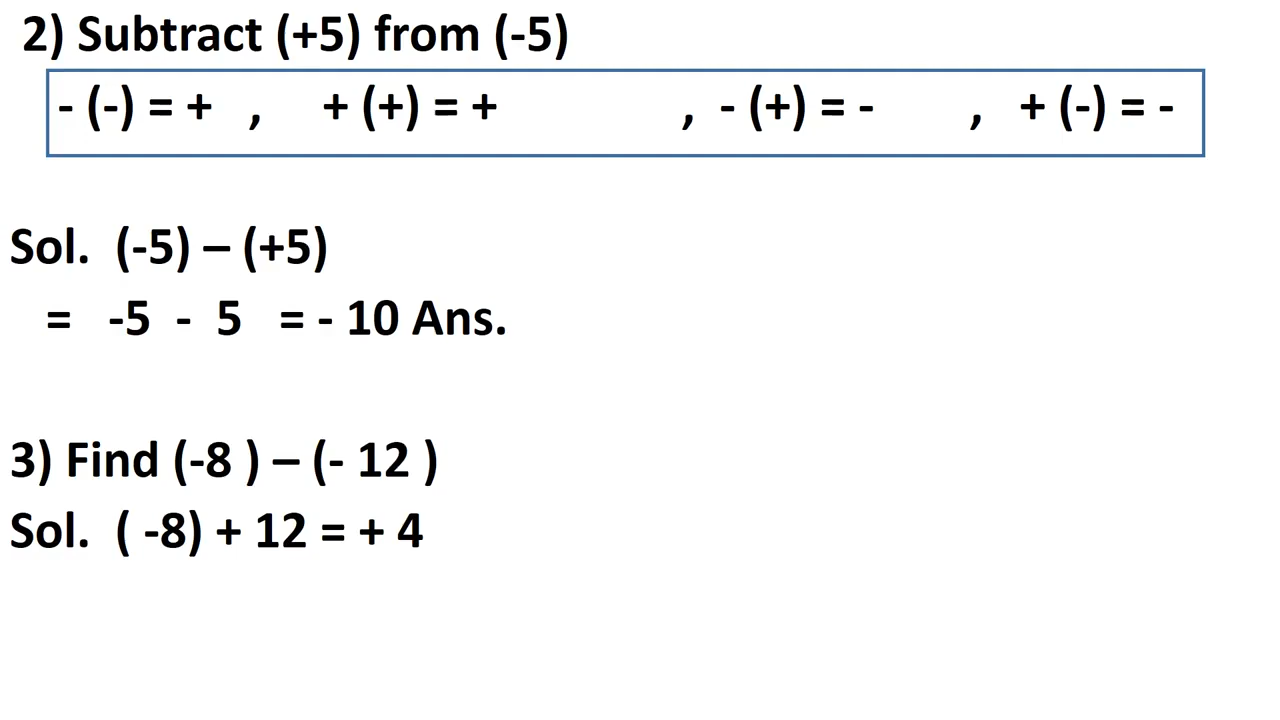 2) Subtract (+5) from (-5)
- (-) = + , + (+) = + , - (+) = - , + (-) = -
Sol. (-5) – (+5)
= -5 - 5 = - 10 Ans.
3) Find (-8 ) – (- 12 )
Sol. ( -8) + 12 = + 4